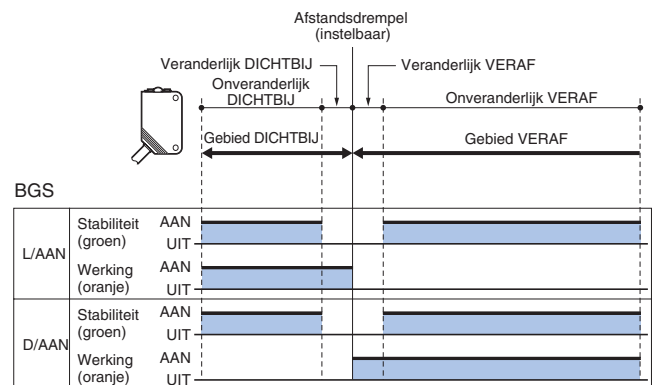 Afstandsdrempel
(instelbaar)
Veranderlijk DICHTBIJ
Veranderlijk VERAF
Onveranderlijk
DICHTBIJ
Onveranderlijk VERAF
Gebied DICHTBIJ
Gebied VERAF
BGS
L/AAN
Stabiliteit
(groen)
AAN
UIT
Werking
(oranje)
AAN
UIT
D/AAN
Stabiliteit
(groen)
AAN
UIT
Werking
(oranje)
AAN
UIT